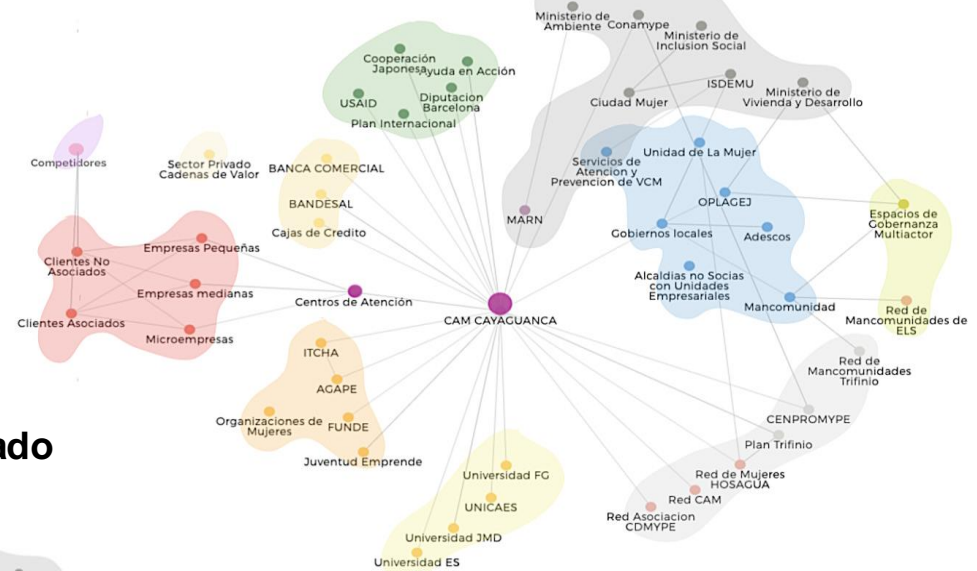 Ministerio de
Ambiente
Conamype
Ministerio de
Inclusion Social
Cooperación
Japonesa
Ayuda en Acción
ISDEMU
USAID
Diputacion
Barcelona
Ciudad Mujer
Ministerio de
Vivienda y Desarrollo
Plan Internacional
Competidores
Sector Privado
Cadenas de Valor
BANCA COMERCIAL
Servicios de
Atencion y
Prevencion de VCM
Unidad de La Mujer
BANDESAL
OPLAGEJ
MARN
Espacios de
Gobernanza
Multiactor
Cajas de Credito
Gobiernos locales
Adescos
Empresas Pequeñas
Clientes No
Asociados
Alcaldias no Socias
con Unidades
Empresariales
Empresas medianas
Centros de Atención
Mancomunidad
CAM CAYAGUANCA
Red de
Mancomunidades de
ELS
Clientes Asociados
Microempresas
ITCHA
Red de
Mancomunidades
Trifinio
AGAPE
Organizaciones de
Mujeres
FUNDE
CENPROMYPE
ado
Plan Trifinio
Juventud Emprende
Universidad FG
Red de Mujeres
HOSAGUA
UNICAES
Red CAM
Red Asociacion
CDMYPE
Universidad JMD
Universidad ES